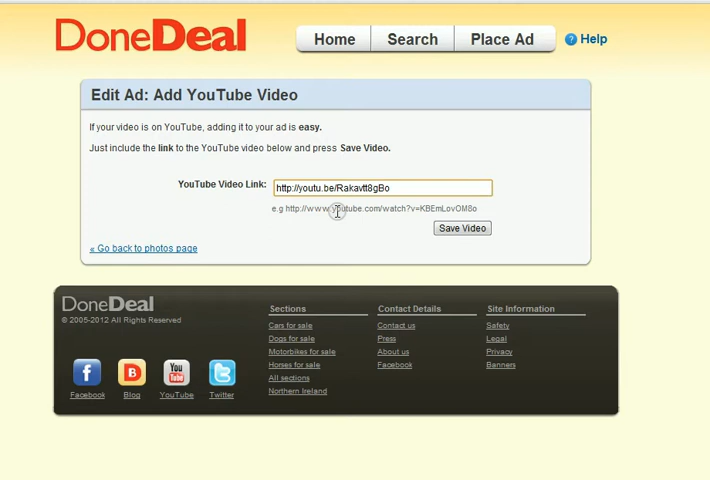 DoneDeal
Home Search Place Ad ? Help
Edit Ad: Add YouTube Video
If your video is on YouTube, adding it to your ad is easy.
Just include the link to the YouTube video below and press Save Video.
YouTube Video Link: http://youtu.be/Rakavtt8gBo
e.g http://www.youtube.com/watch?v=KBEmLovOM8o
Save Video
« Go back to photos page
DoneDeal
© 2005-2012 All Rights Reserved
Sections
Cars for sale
Dogs for sale
Motorbikes for sale
Horses for sale
All sections
Northern Ireland
Contact Details
Contact us
Press
About us
Facebook
Site Information
Safety
Legal
Privacy
Banners
f B You Tube t
Facebook Blog YouTube Twitter